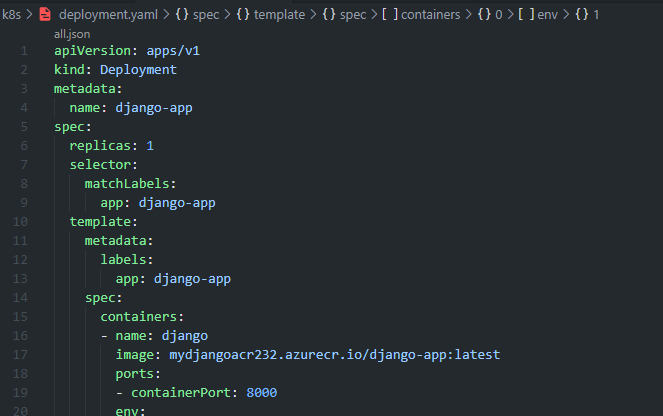 k8s > deployment.yaml > {} spec > {} template > {} spec > [ ] containers > {} 0 > [ ] env > {} 1
all.json
1 apiVersion: apps/v1
2 kind: Deployment
3 metadata:
4   name: django-app
5 spec:
6   replicas: 1
7   selector:
8     matchLabels:
9       app: django-app
10   template:
11     metadata:
12       labels:
13         app: django-app
14     spec:
15       containers:
16       - name: django
17         image: mydjangoacr232.azurecr.io/django-app:latest
18         ports:
19         - containerPort: 8000
20         env: